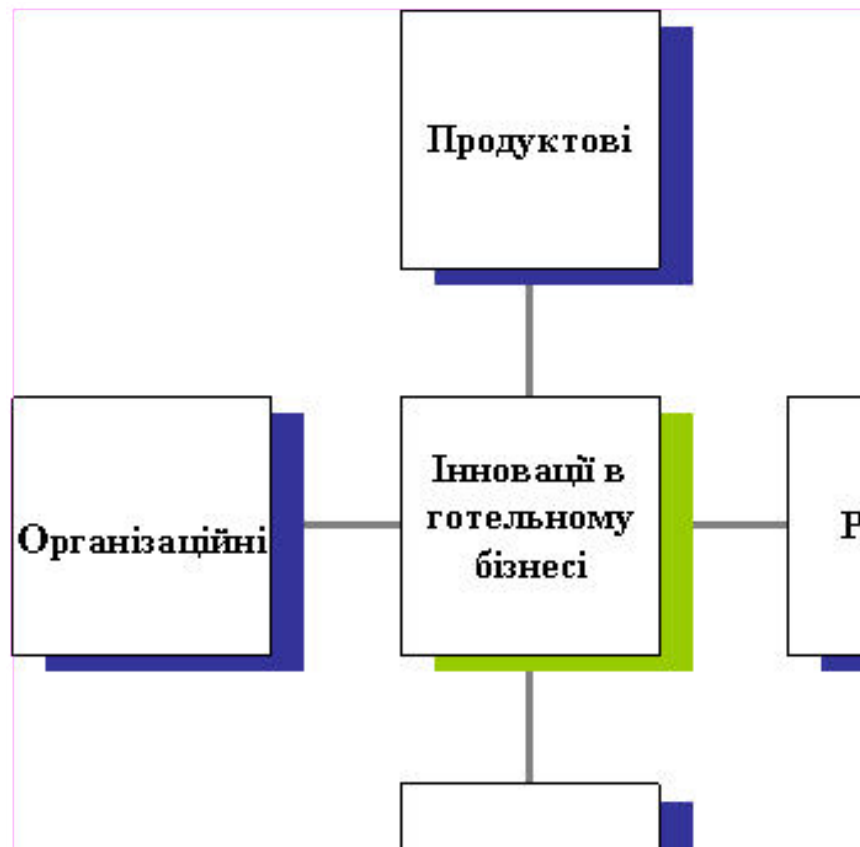 Продуктові
Організаційні
Інновації в
готельному
бізнесі